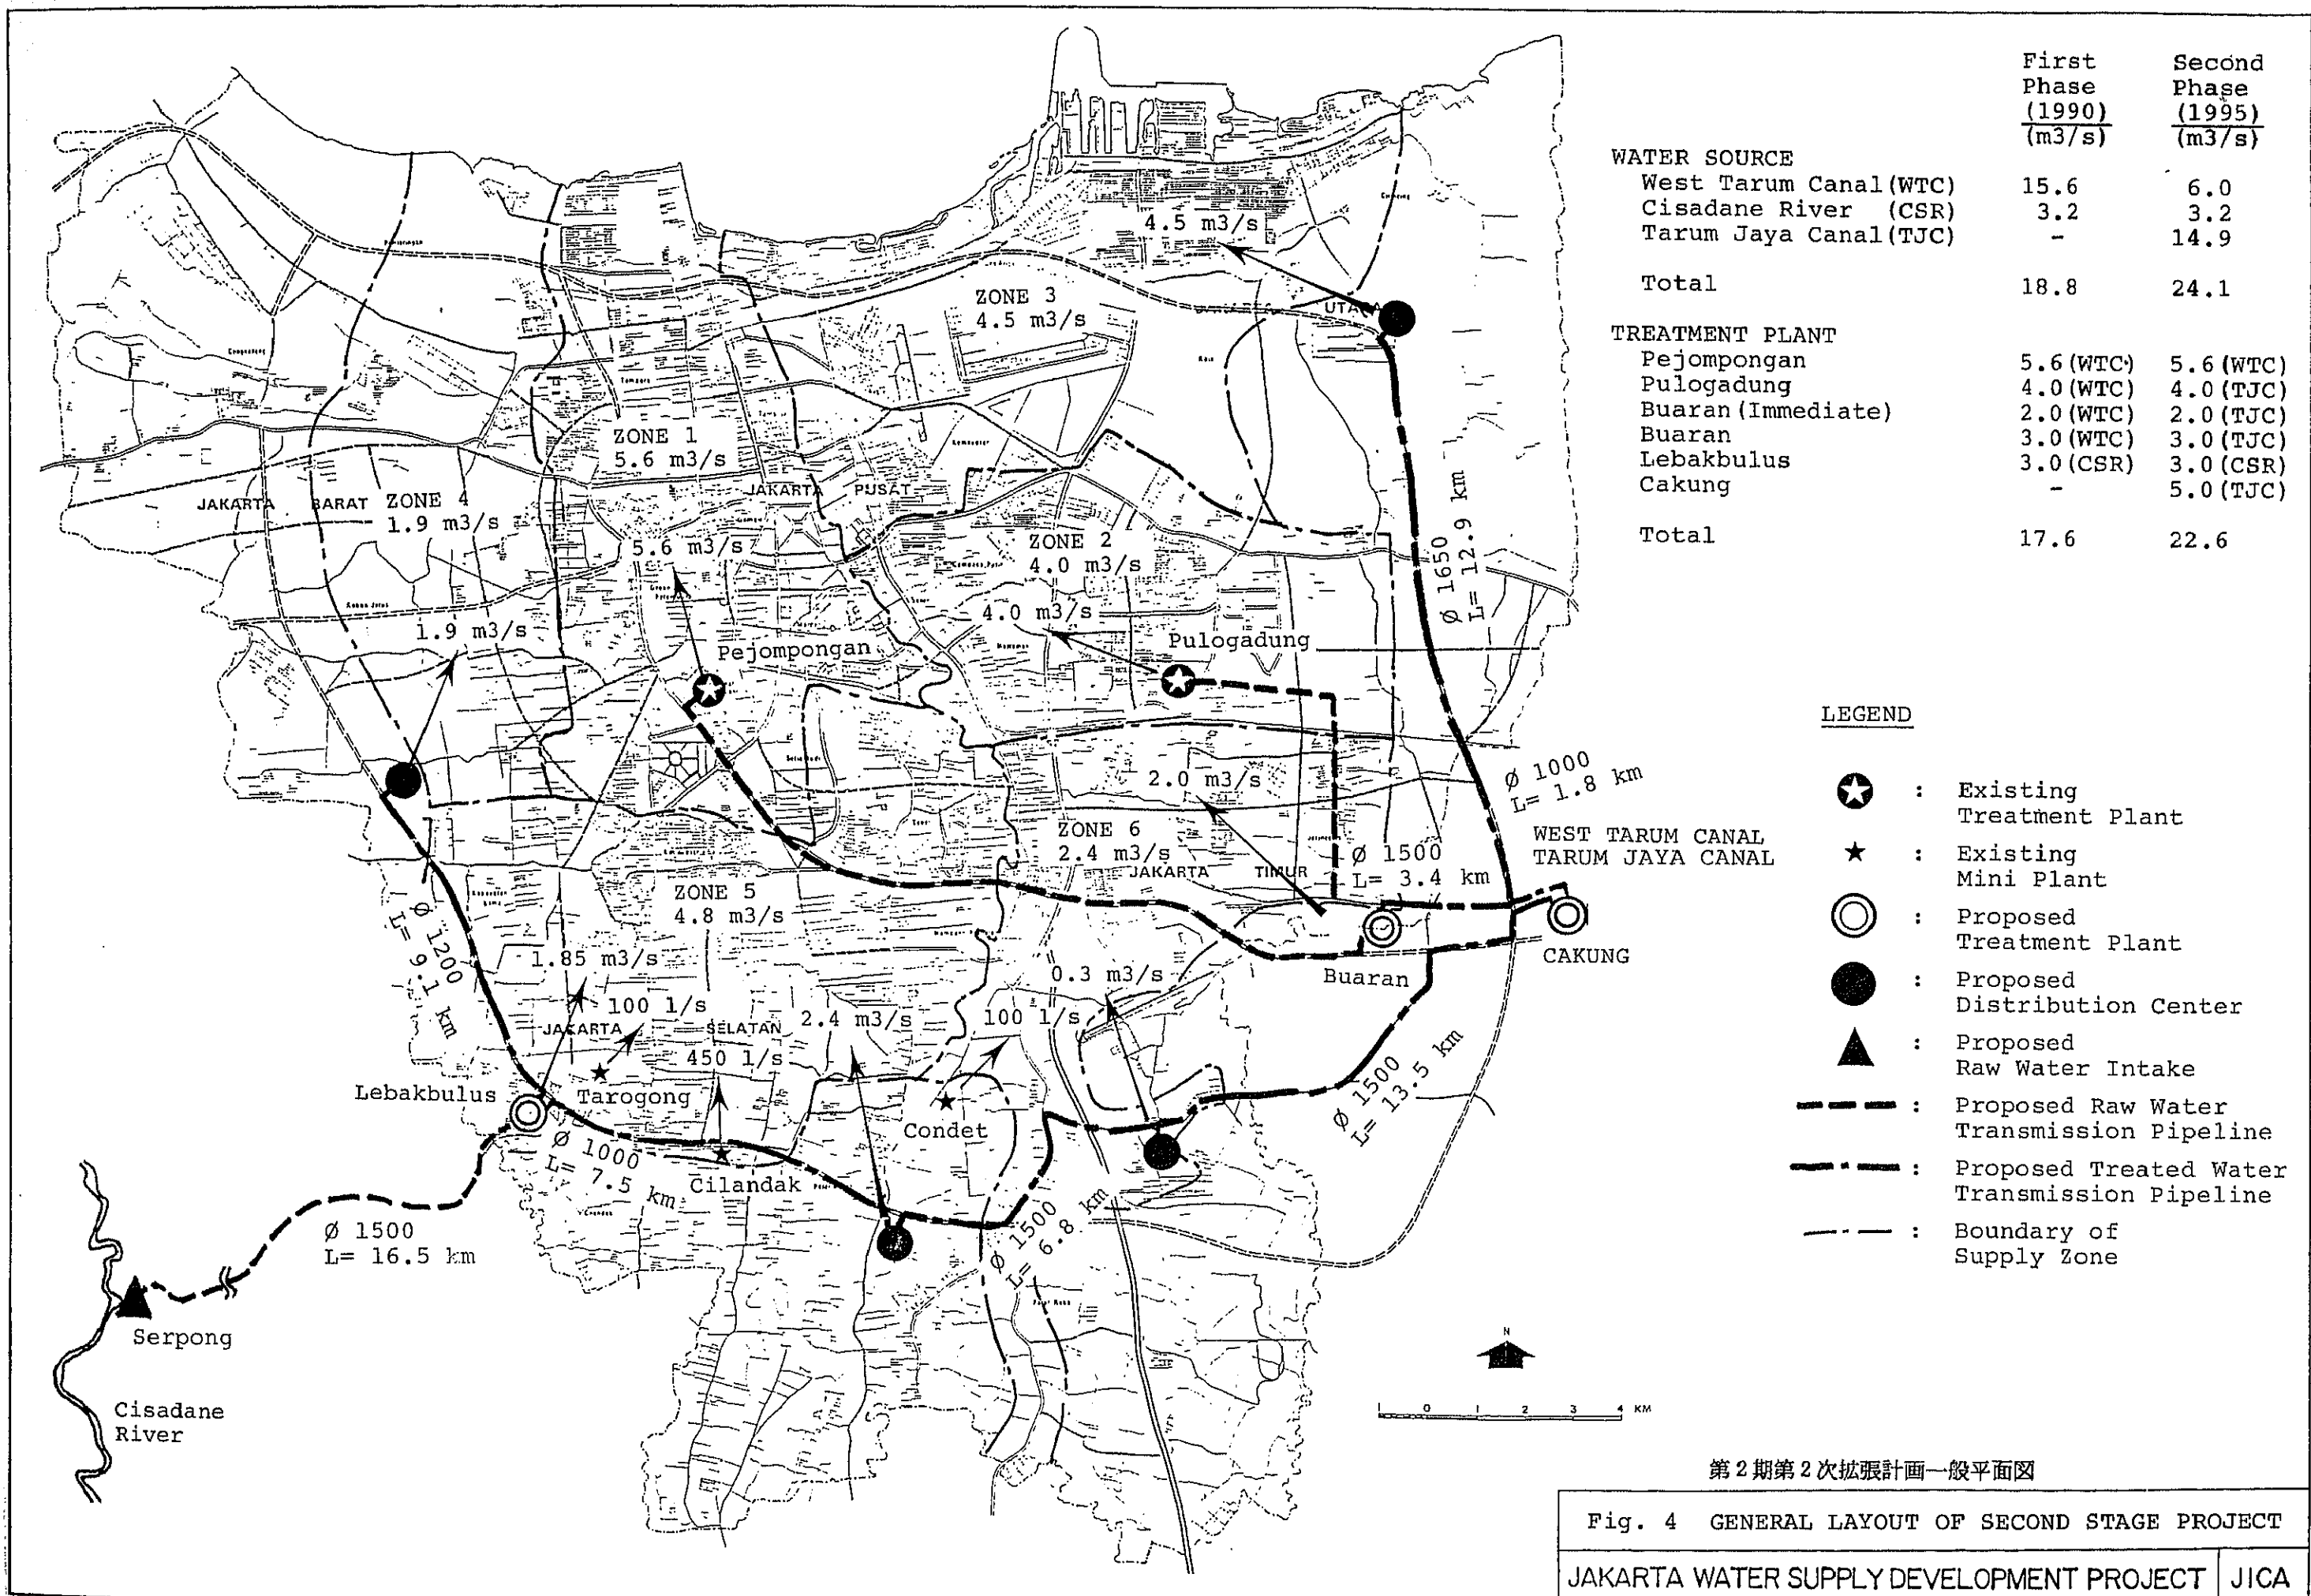 First Second
Phase Phase
(1990) (1995)
(m3/s) (m3/s)
WATER SOURCE
West Tarum Canal (WTC) 15.6 6.0
Cisadane River (CSR) 3.2 3.2
Tarum Jaya Canal (TJC) - 14.9
Total 18.8 24.1
TREATMENT PLANT
Pejompongan 5.6 (WTC) 5.6 (WTC)
Pulogadung 4.0 (WTC) 4.0 (TJC)
Buaran (Immediate) 2.0 (WTC) 2.0 (TJC)
Buaran 3.0 (WTC) 3.0 (TJC)
Lebakbulus 3.0 (CSR) 3.0 (CSR)
Cakung - 5.0 (TJC)
Total 17.6 22.6
4.5 m3/s
ZONE 3
4.5 m3/s
UTARA
ZONE 1
5.6 m3/s
JAKARTA PUSAT
JAKARTA BARAT
ZONE 4
1.9 m3/s
5.6 m3/s
ZONE 2
4.0 m3/s
Ø 1650
L= 12.9 km
1.9 m3/s
4.0 m3/s
Pejompongan
Pulogadung
2.0 m3/s
Ø 1000
L= 1.8 km
ZONE 6
2.4 m3/s
JAKARTA TIMUR
Ø 1500
L= 3.4 km
WEST TARUM CANAL
TARUM JAYA CANAL
ZONE 5
4.8 m3/s
Ø 1200
L= 9.1 km
CAKUNG
Buaran
1.85 m3/s
0.3 m3/s
100 l/s
2.4 m3/s
100 l/s
JAKARTA SELATAN
450 l/s
Ø 1500
L= 13.5 km
Lebakbulus
Tarogong
Condet
Ø 1000
L= 7.5 km
Cilandak
Ø 1500
L= 6.8 km
Ø 1500
L= 16.5 km
Serpong
Cisadane
River
LEGEND
: Existing
Treatment Plant
: Existing
Mini Plant
: Proposed
Treatment Plant
: Proposed
Distribution Center
: Proposed
Raw Water Intake
: Proposed Raw Water
Transmission Pipeline
: Proposed Treated Water
Transmission Pipeline
: Boundary of
Supply Zone
N
1 0 1 2 3 4 KM
第2期第2次拡張計画一般平面図
Fig. 4 GENERAL LAYOUT OF SECOND STAGE PROJECT
JAKARTA WATER SUPPLY DEVELOPMENT PROJECT JICA